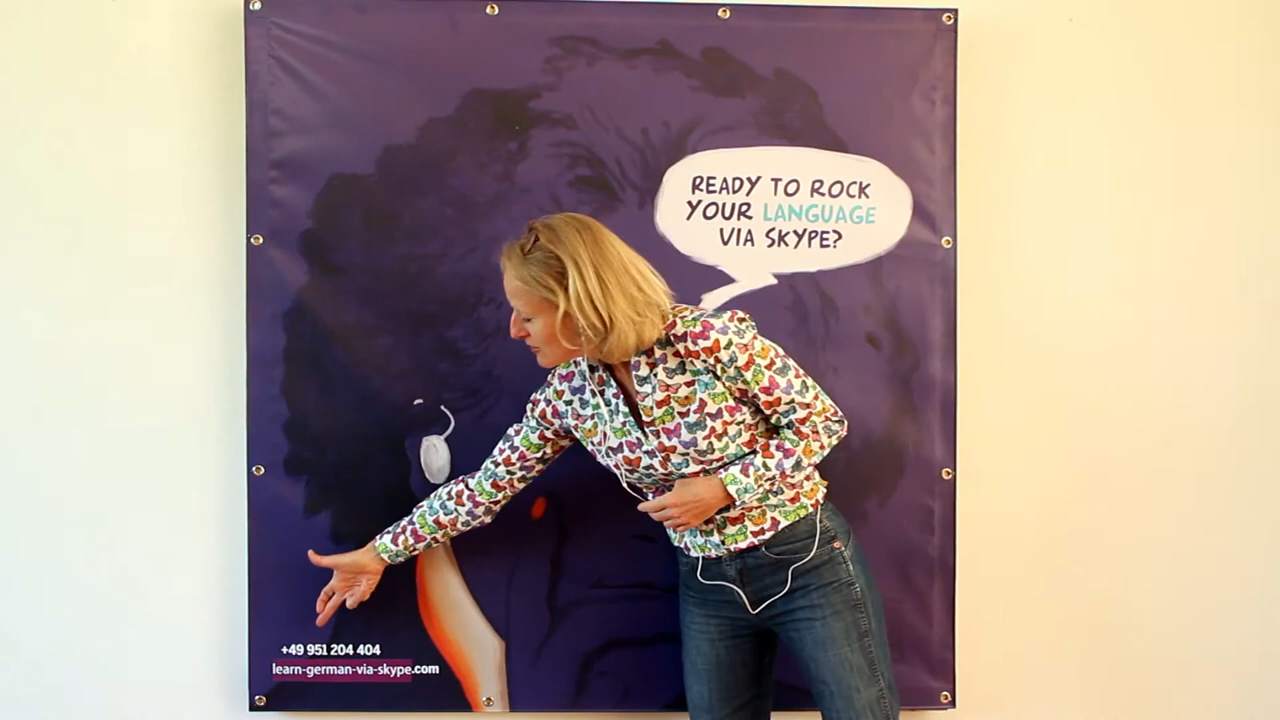 READY TO ROCK
YOUR LANGUAGE
VIA SKYPE?
+49 951 204 404
learn-german-via-skype.com